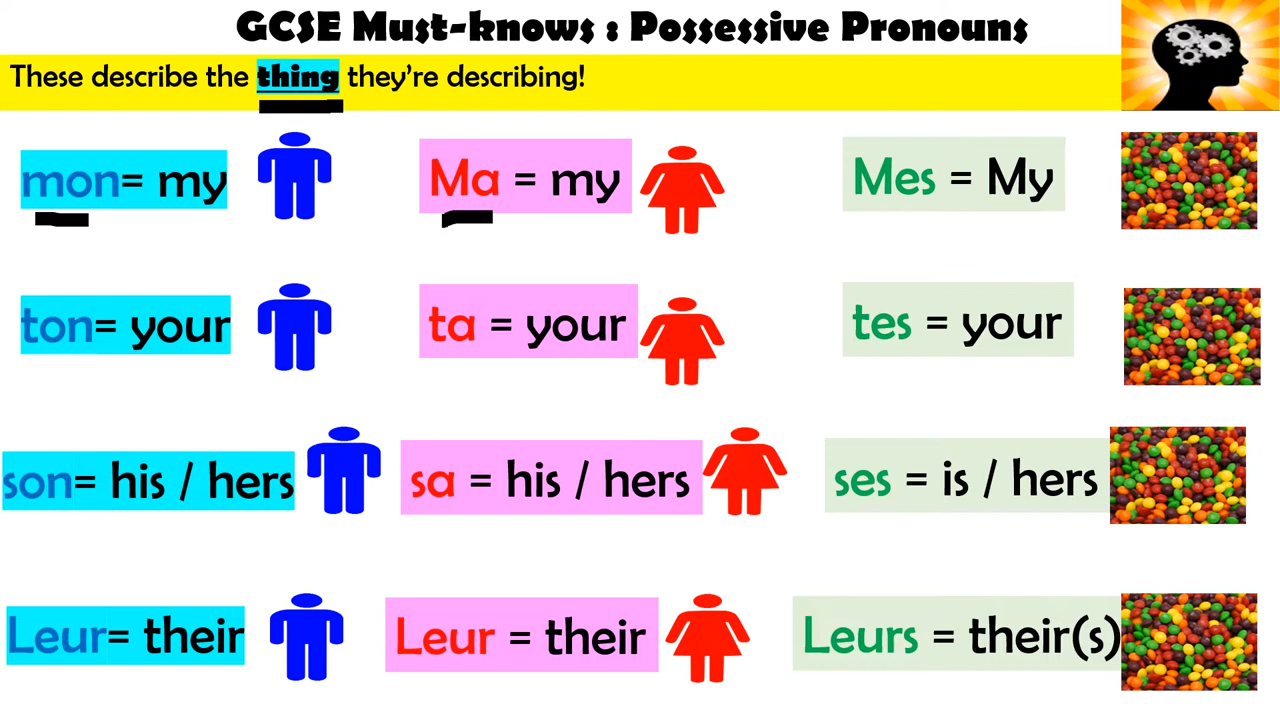 GCSE Must-knows : Possessive Pronouns
These describe the thing they're describing!
mon= my
Ma = my
Mes = My
ton= your
ta = your
tes = your
son= his / hers
sa = his / hers
ses = is / hers
Leur= their
Leur = their
Leurs = their(s)